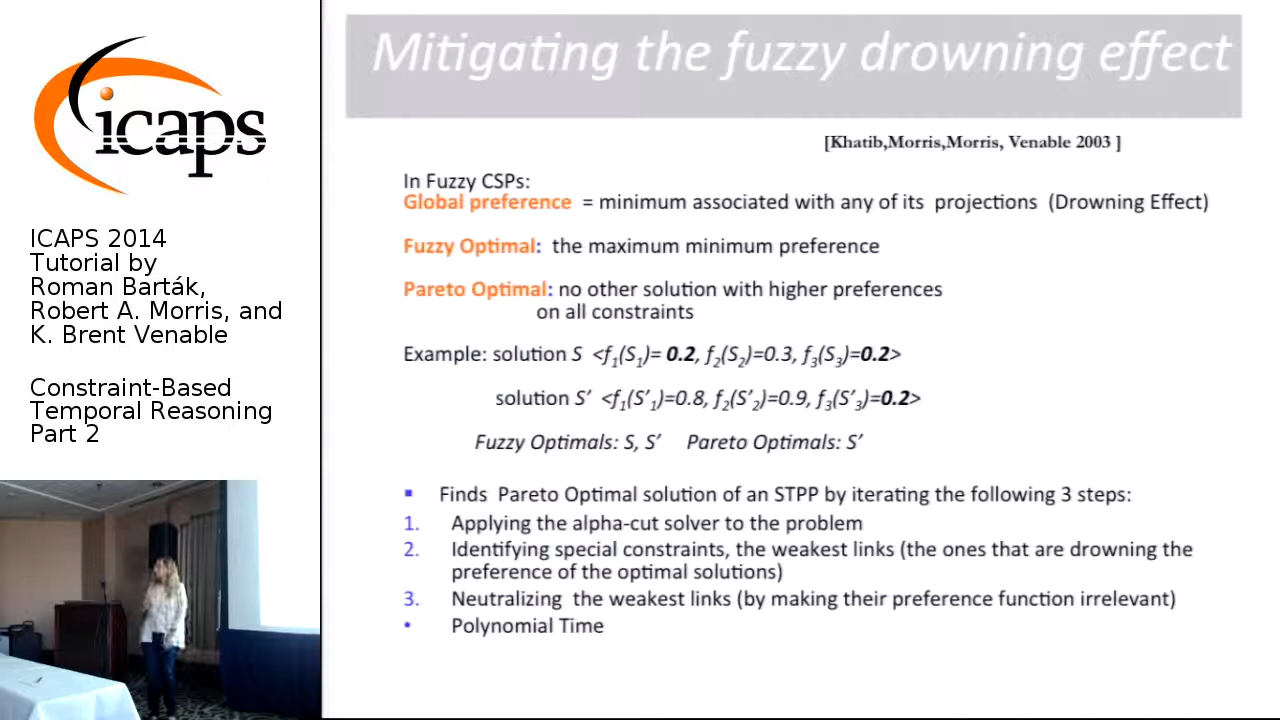 icaps
ICAPS 2014
Tutorial by
Roman Barták,
Robert A. Morris, and
K. Brent Venable
Constraint-Based
Temporal Reasoning
Part 2
Mitigating the fuzzy drowning effect
[Khatib,Morris,Morris, Venable 2003 ]
In Fuzzy CSPs:
Global preference = minimum associated with any of its projections (Drowning Effect)
Fuzzy Optimal: the maximum minimum preference
Pareto Optimal: no other solution with higher preferences
on all constraints
Example: solution S <f1(S1)= 0.2, f2(S2)=0.3, f3(S3)=0.2>
solution S’ <f1(S’1)=0.8, f2(S’2)=0.9, f3(S’3)=0.2>
Fuzzy Optimals: S, S’ Pareto Optimals: S’
▪ Finds Pareto Optimal solution of an STPP by iterating the following 3 steps:
1. Applying the alpha-cut solver to the problem
2. Identifying special constraints, the weakest links (the ones that are drowning the
preference of the optimal solutions)
3. Neutralizing the weakest links (by making their preference function irrelevant)
• Polynomial Time